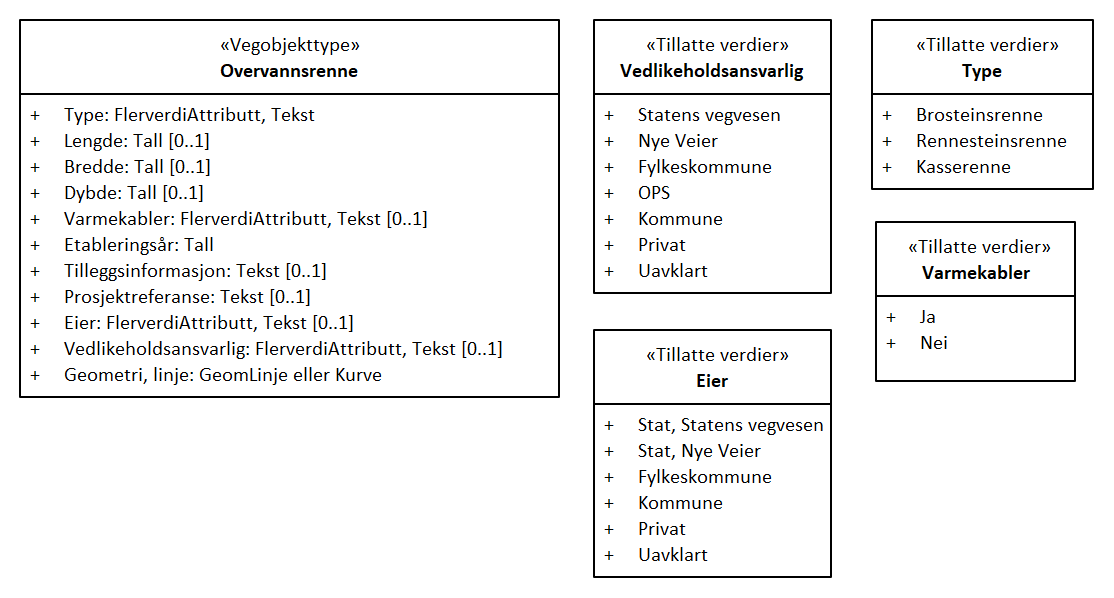 «Vegobjekttype»
Overvannsrenne
+ Type: FlerverdiAttributt, Tekst
+ Lengde: Tall [0..1]
+ Bredde: Tall [0..1]
+ Dybde: Tall [0..1]
+ Varmekabler: FlerverdiAttributt, Tekst [0..1]
+ Etableringsår: Tall
+ Tilleggsinformasjon: Tekst [0..1]
+ Prosjektreferanse: Tekst [0..1]
+ Eier: FlerverdiAttributt, Tekst [0..1]
+ Vedlikeholdsansvarlig: FlerverdiAttributt, Tekst [0..1]
+ Geometri, linje: GeomLinje eller Kurve
«Tillatte verdier»
Vedlikeholdsansvarlig
+ Statens vegvesen
+ Nye Veier
+ Fylkeskommune
+ OPS
+ Kommune
+ Privat
+ Uavklart
«Tillatte verdier»
Eier
+ Stat, Statens vegvesen
+ Stat, Nye Veier
+ Fylkeskommune
+ Kommune
+ Privat
+ Uavklart
«Tillatte verdier»
Type
+ Brosteinsrenne
+ Rennesteinsrenne
+ Kasserenne
«Tillatte verdier»
Varmekabler
+ Ja
+ Nei